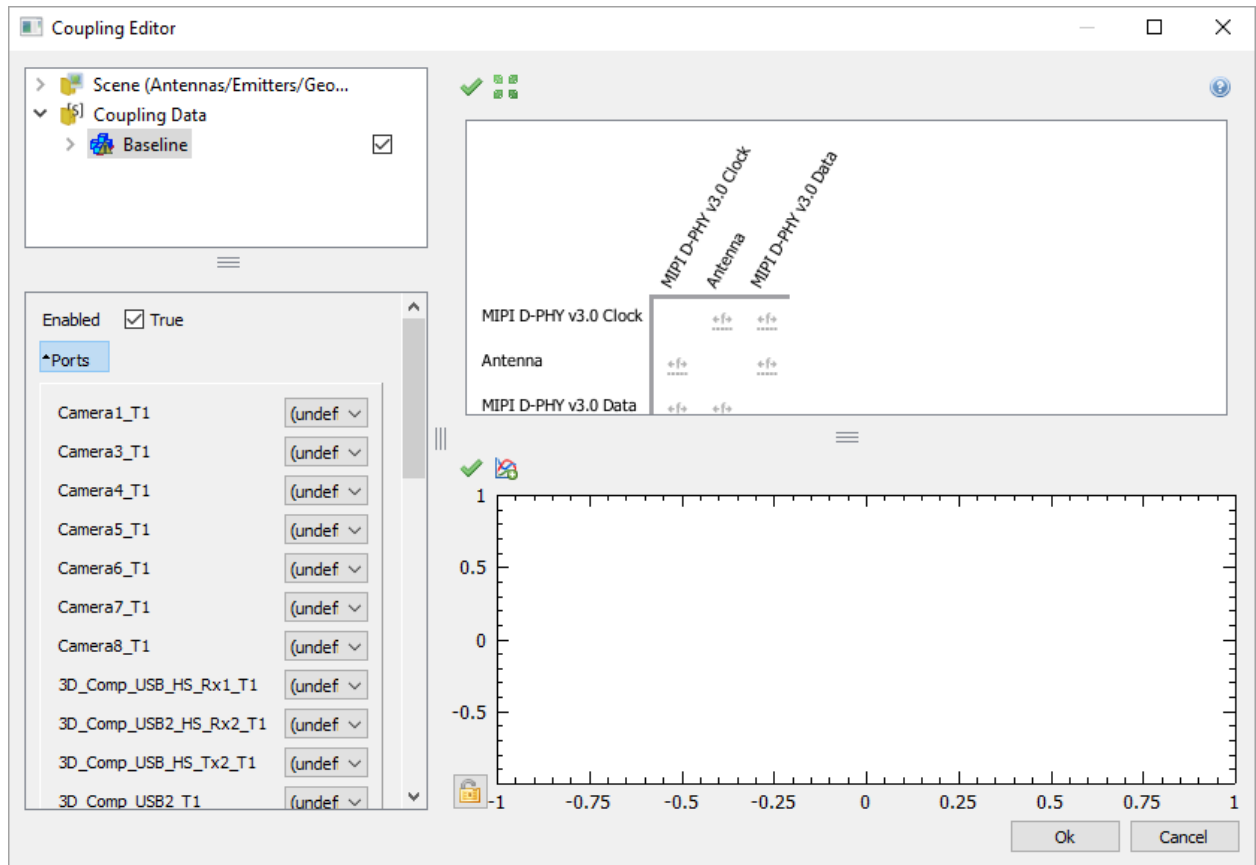 Coupling Editor
Scene (Antennas/Emitters/Geo...
[S] Coupling Data
Baseline
Enabled True
Ports
Camera1_T1 (undef
Camera3_T1 (undef
Camera4_T1 (undef
Camera5_T1 (undef
Camera6_T1 (undef
Camera7_T1 (undef
Camera8_T1 (undef
3D_Comp_USB_HS_Rx1_T1 (undef
3D_Comp_USB2_HS_Rx2_T1 (undef
3D_Comp_USB_HS_Tx2_T1 (undef
3D_Comp_USB2_T1 (undef
?
MIPI D-PHY v3.0 Clock
Antenna
MIPI D-PHY v3.0 Data
MIPI D-PHY v3.0 Clock f f
Antenna f f
MIPI D-PHY v3.0 Data f f
1
0.5
0
-0.5
-1 -0.75 -0.5 -0.25 0 0.25 0.5 0.75 1
Ok Cancel